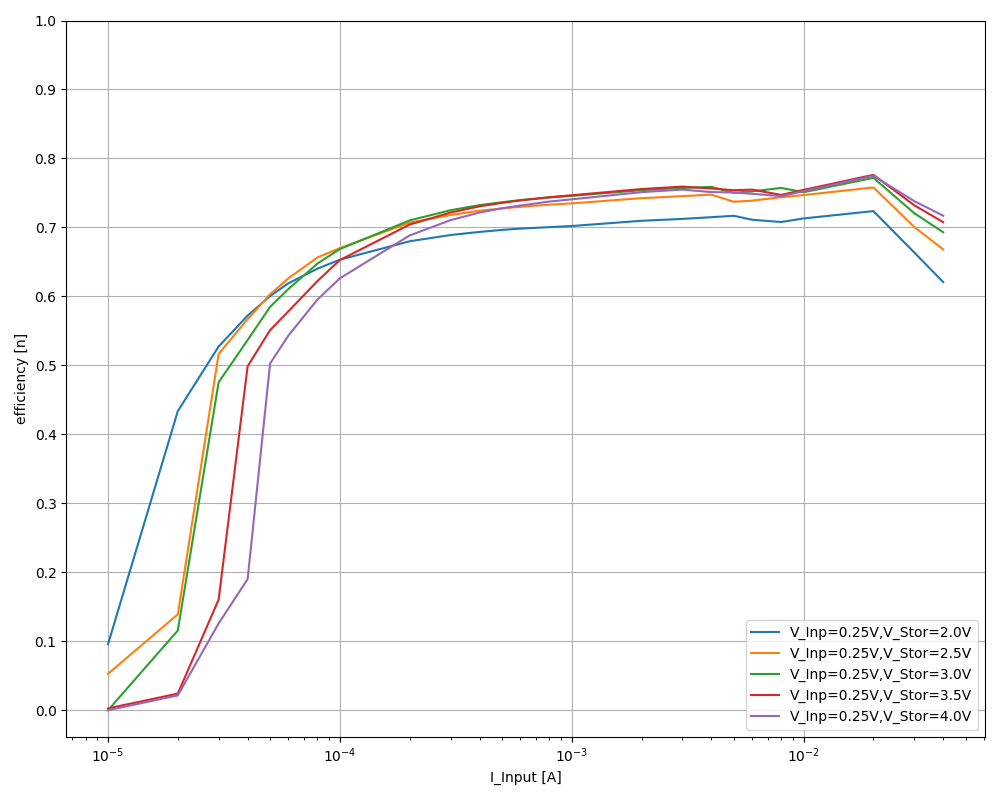 1.0
0.9
0.8
0.7
0.6
0.5
0.4
0.3
0.2
0.1
0.0
efficiency [n]
V_Inp=0.25V,V_Stor=2.0V
V_Inp=0.25V,V_Stor=2.5V
V_Inp=0.25V,V_Stor=3.0V
V_Inp=0.25V,V_Stor=3.5V
V_Inp=0.25V,V_Stor=4.0V
10⁻⁵ 10⁻⁴ 10⁻³ 10⁻²
I_Input [A]